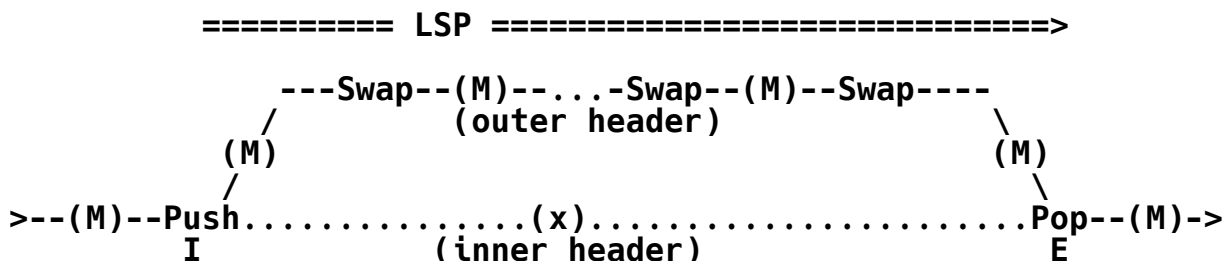 ========== LSP =============================>
---Swap--(M)--...-Swap--(M)--Swap----
/ (outer header) \
(M) (M)
/ \
>--(M)--Push...............(x).......................Pop--(M)->
I (inner header) E